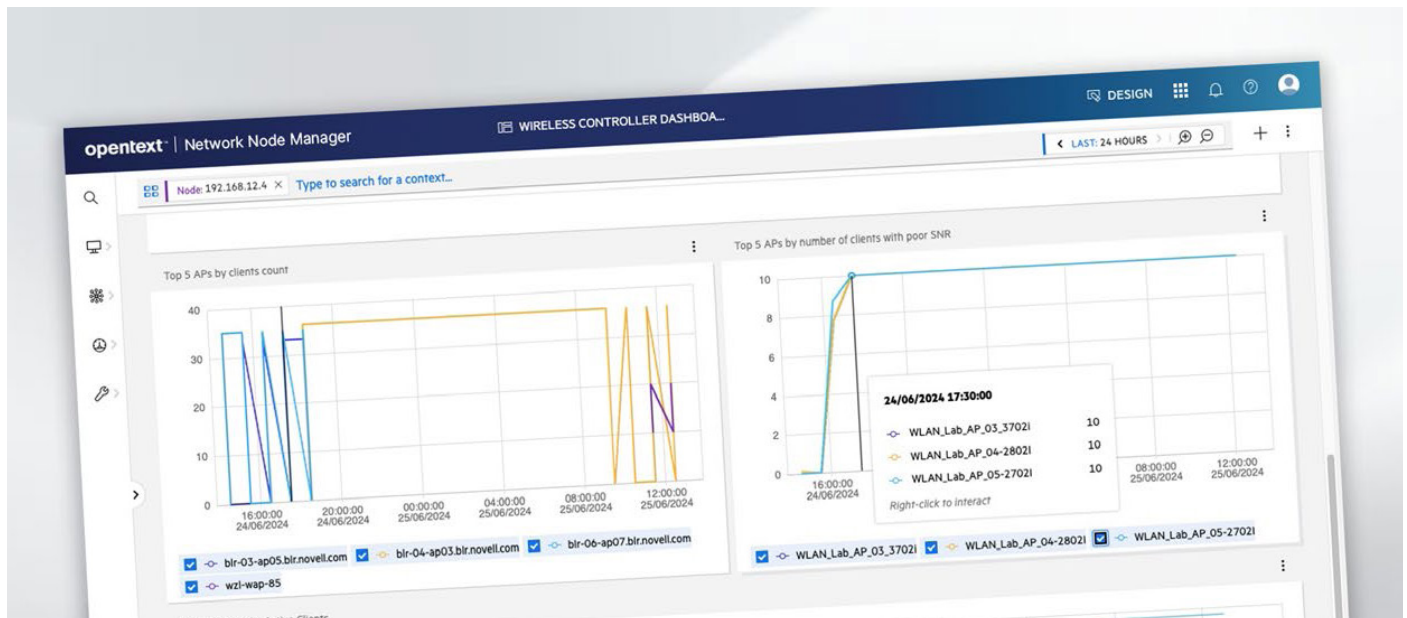 opentext™ | Network Node Manager
WIRELESS CONTROLLER DASHBOA...
DESIGN
Node: 192.168.12.4 ×
Type to search for a context...
< LAST: 24 HOURS >
Top 5 APs by clients count
40
30
20
10
0
16:00:00
24/06/2024
20:00:00
24/06/2024
00:00:00
25/06/2024
04:00:00
25/06/2024
08:00:00
25/06/2024
12:00:00
25/06/2024
blr-03-ap05.blr.novell.com
blr-04-ap03.blr.novell.com
blr-06-ap07.blr.novell.com
wzl-wap-85
Top 5 APs by number of clients with poor SNR
10
8
6
4
2
0
16:00:00
24/06/2024
24/06/2024 17:30:00
WLAN_Lab_AP_03_3702i 10
WLAN_Lab_AP_04-2802i 10
WLAN_Lab_AP_05-2702i 10
Right-click to interact
08:00:00
25/06/2024
12:00:00
25/06/2024
WLAN_Lab_AP_03_3702i
WLAN_Lab_AP_04-2802i
WLAN_Lab_AP_05-2702i
Clients